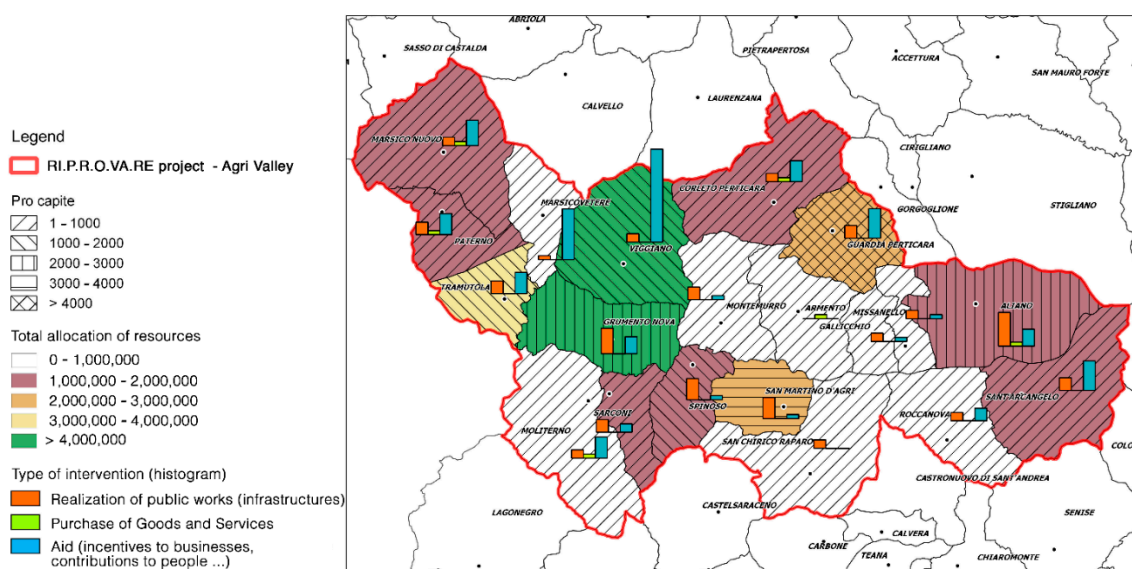 Legend
RI.P.R.O.VA.RE project - Agri Valley
Pro capite
1 - 1000
1000 - 2000
2000 - 3000
3000 - 4000
> 4000
Total allocation of resources
0 - 1,000,000
1,000,000 - 2,000,000
2,000,000 - 3,000,000
3,000,000 - 4,000,000
> 4,000,000
Type of intervention (histogram)
Realization of public works (infrastructures)
Purchase of Goods and Services
Aid (incentives to businesses,
contributions to people ...)
ABRIOLA
SASSO DI CASTALDA
PIETRAPERTOSA
ACCETTURA
SAN MAURO FORTE
CALVELLO
LAURENZANA
MARSICO NUOVO
CIRIGLIANO
CORLETO PERTICARA
MARSICOVETERE
GORGOGLIONE
STIGLIANO
PATERNO
VIGGIANO
GUARDIA PERTICARA
TRAMUTOLA
MONTEMURRO
ARMENTO
MISSANELLO
ALIANO
GRUMENTO NOVA
GALLICCHIO
SAN MARTINO D'AGRI
SANT'ARCANGELO
SPINOSO
SARCONI
ROCCANOVA
MOLITERNO
SAN CHIRICO RAPARO
COLO
CASTRONUOVO DI SANT'ANDREA
LAGONEGRO
CASTELSARACENO
SENISE
CALVERA
CARBONE
TEANA
CHIAROMONTE